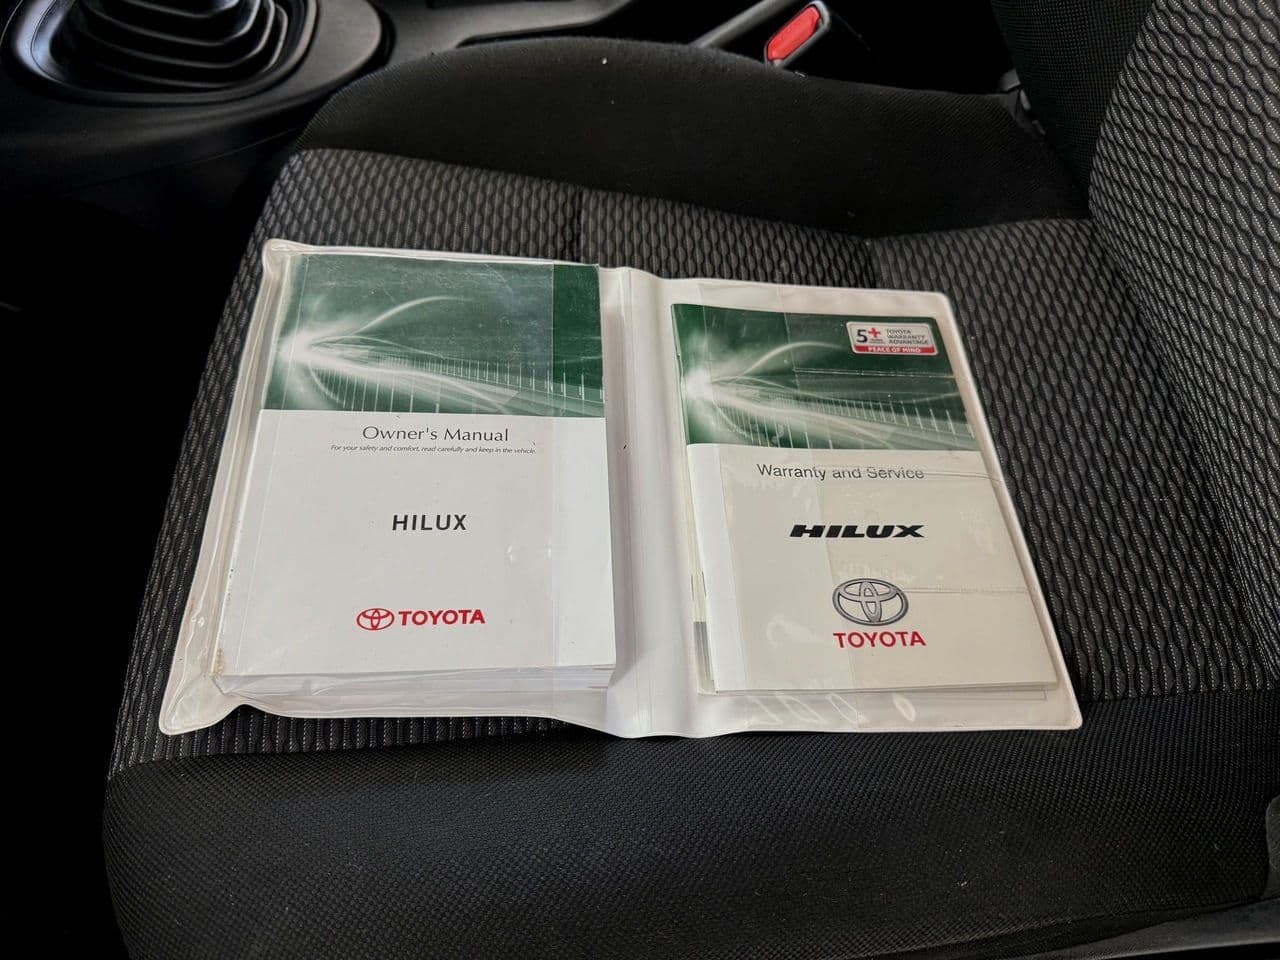 Owner's Manual
For your safety and comfort, read carefully and keep in the vehicle.
HILUX
TOYOTA
5+
TOYOTA
WARRANTY
ADVANTAGE
PEACE OF MIND
Warranty and Service
HILUX
TOYOTA